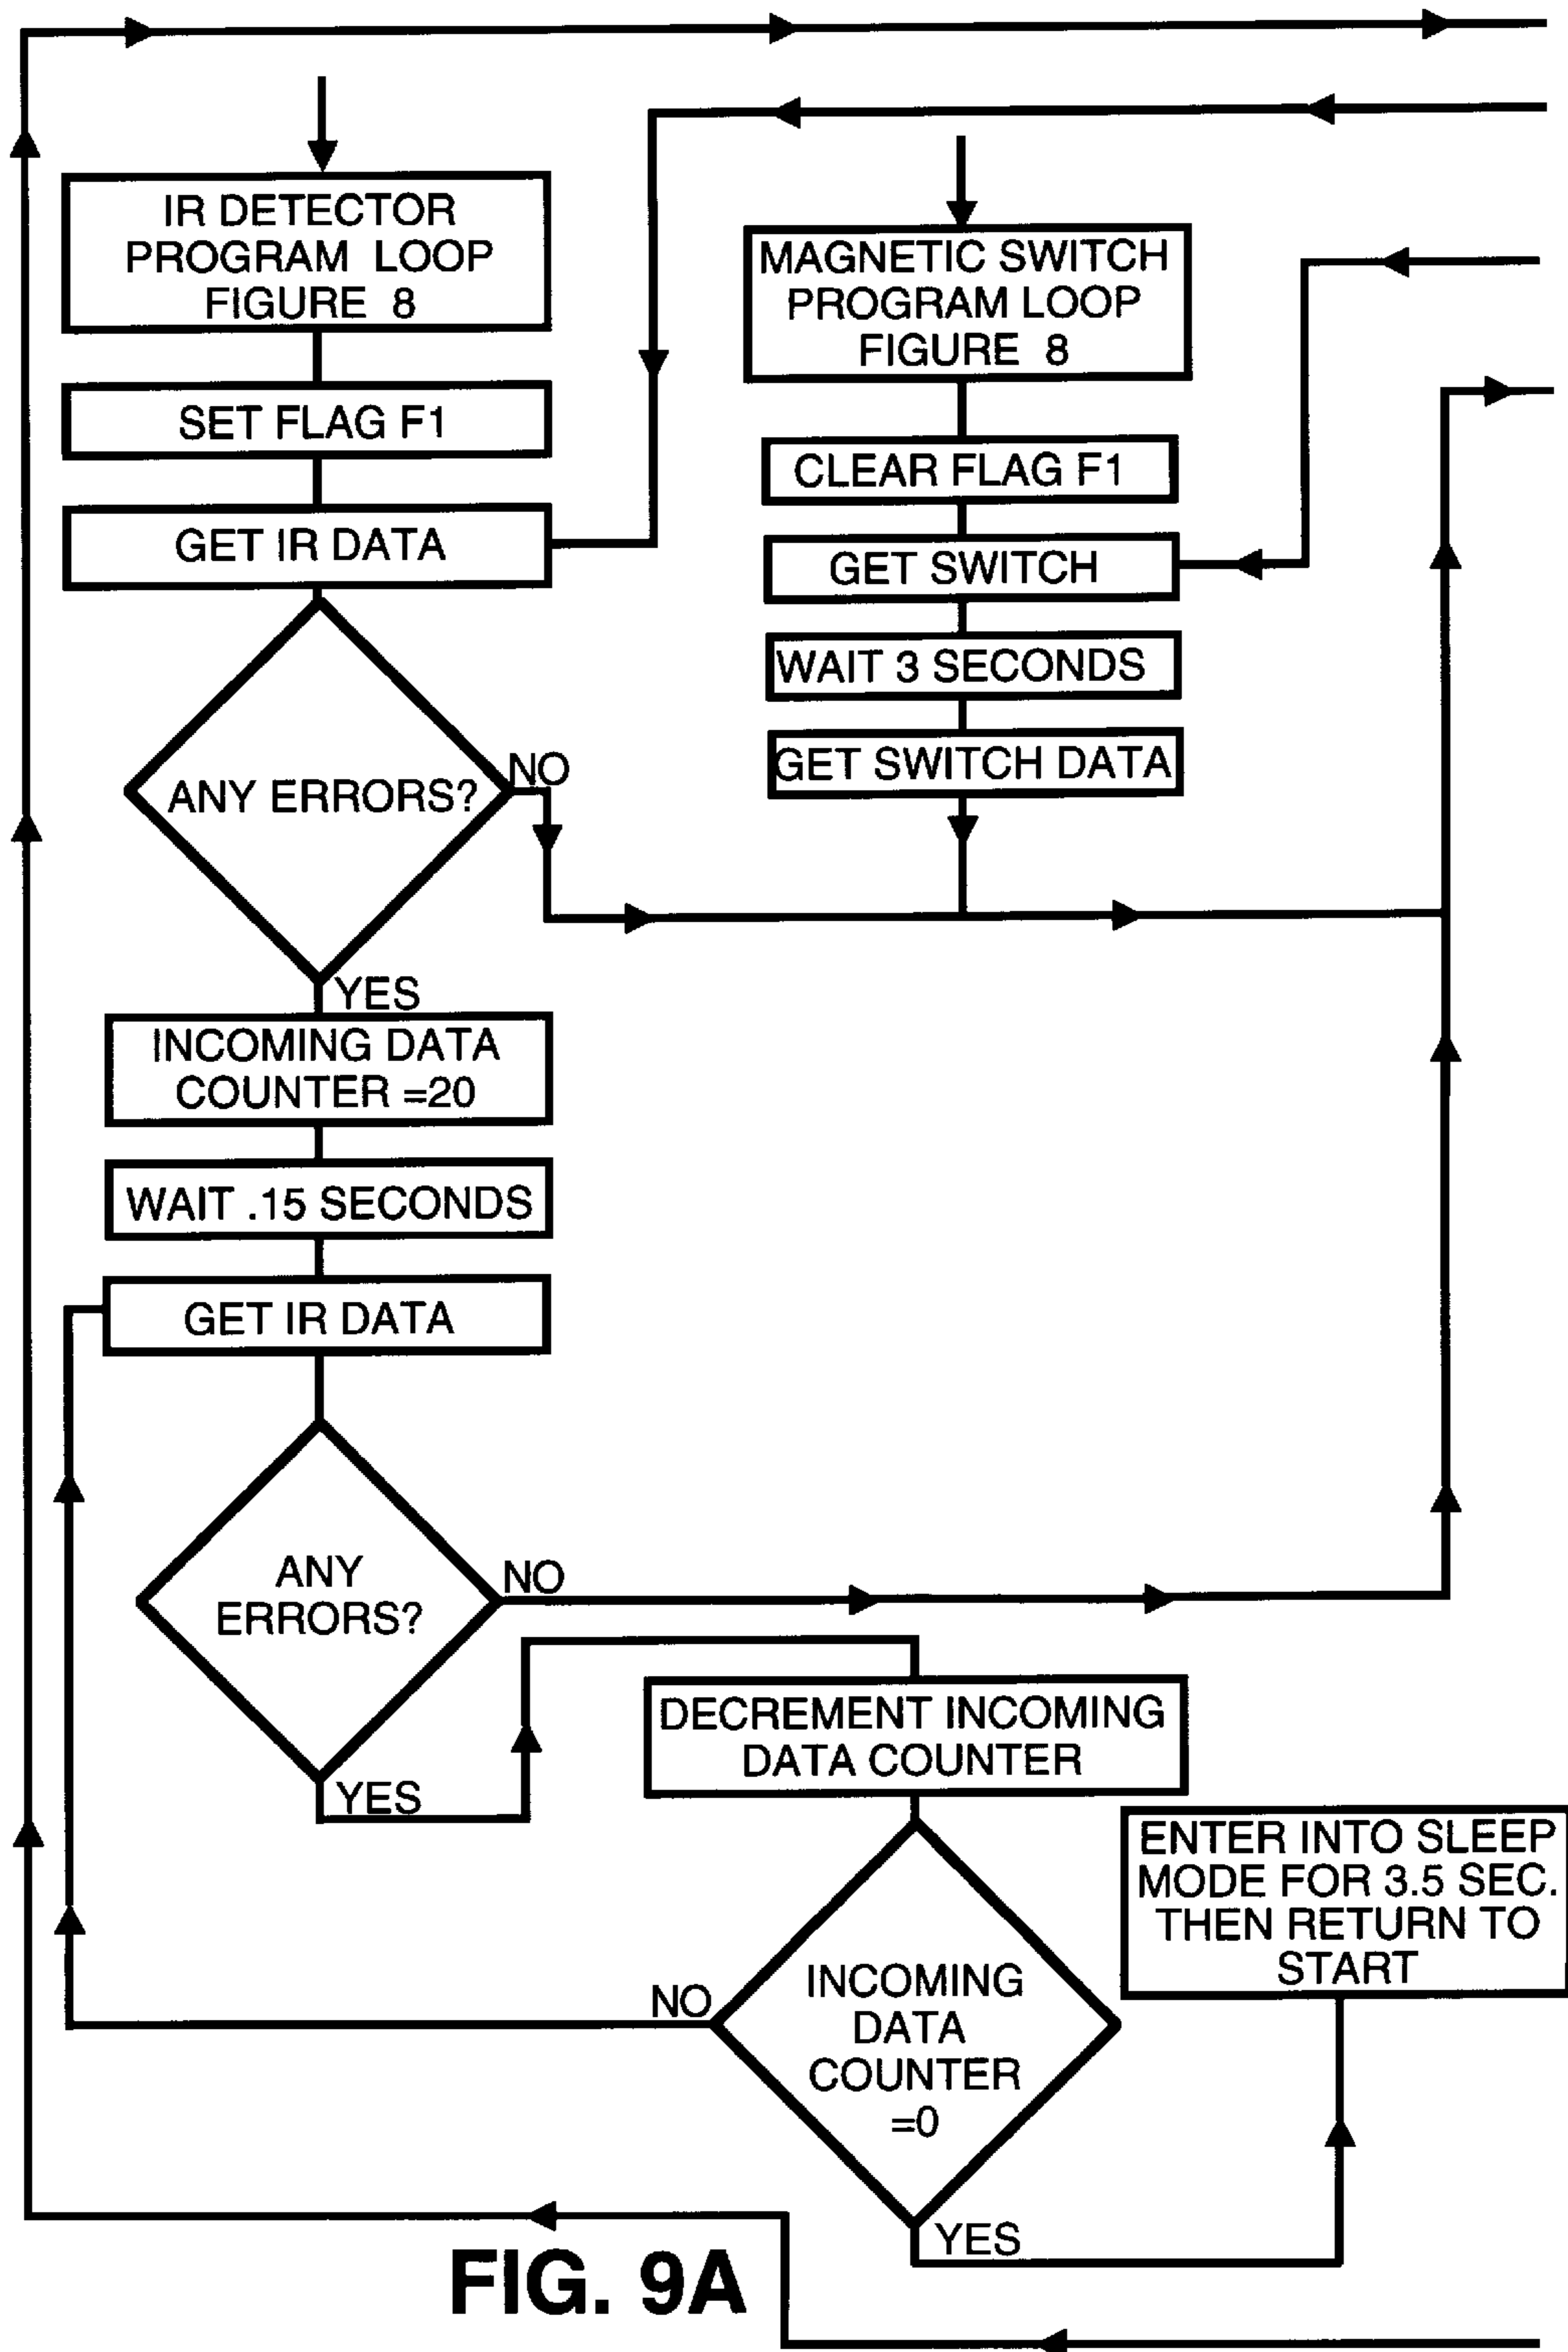 IR DETECTOR
PROGRAM LOOP
FIGURE 8
SET FLAG F1
GET IR DATA
ANY ERRORS?
NO
YES
INCOMING DATA
COUNTER =20
WAIT .15 SECONDS
GET IR DATA
ANY
ERRORS?
NO
YES
MAGNETIC SWITCH
PROGRAM LOOP
FIGURE 8
CLEAR FLAG F1
GET SWITCH
WAIT 3 SECONDS
GET SWITCH DATA
DECREMENT INCOMING
DATA COUNTER
INCOMING
DATA
COUNTER
=0
NO
YES
ENTER INTO SLEEP
MODE FOR 3.5 SEC.
THEN RETURN TO
START
FIG. 9A